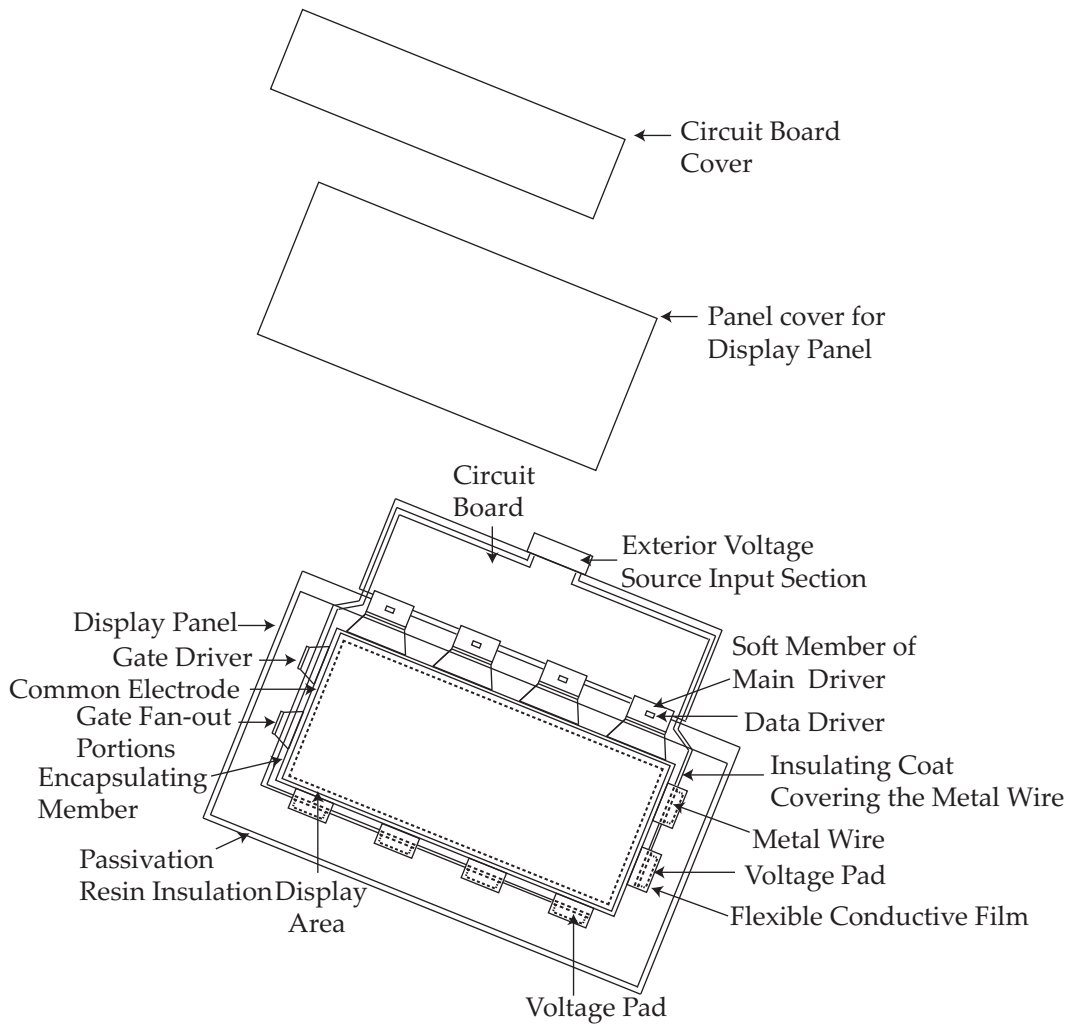 Circuit Board
Cover
Panel cover for
Display Panel
Circuit
Board
Exterior Voltage
Source Input Section
Display Panel
Gate Driver
Common Electrode
Gate Fan-out
Portions
Encapsulating
Member
Passivation
Resin Insulation
Display
Area
Soft Member of
Main Driver
Data Driver
Insulating Coat
Covering the Metal Wire
Metal Wire
Voltage Pad
Flexible Conductive Film
Voltage Pad